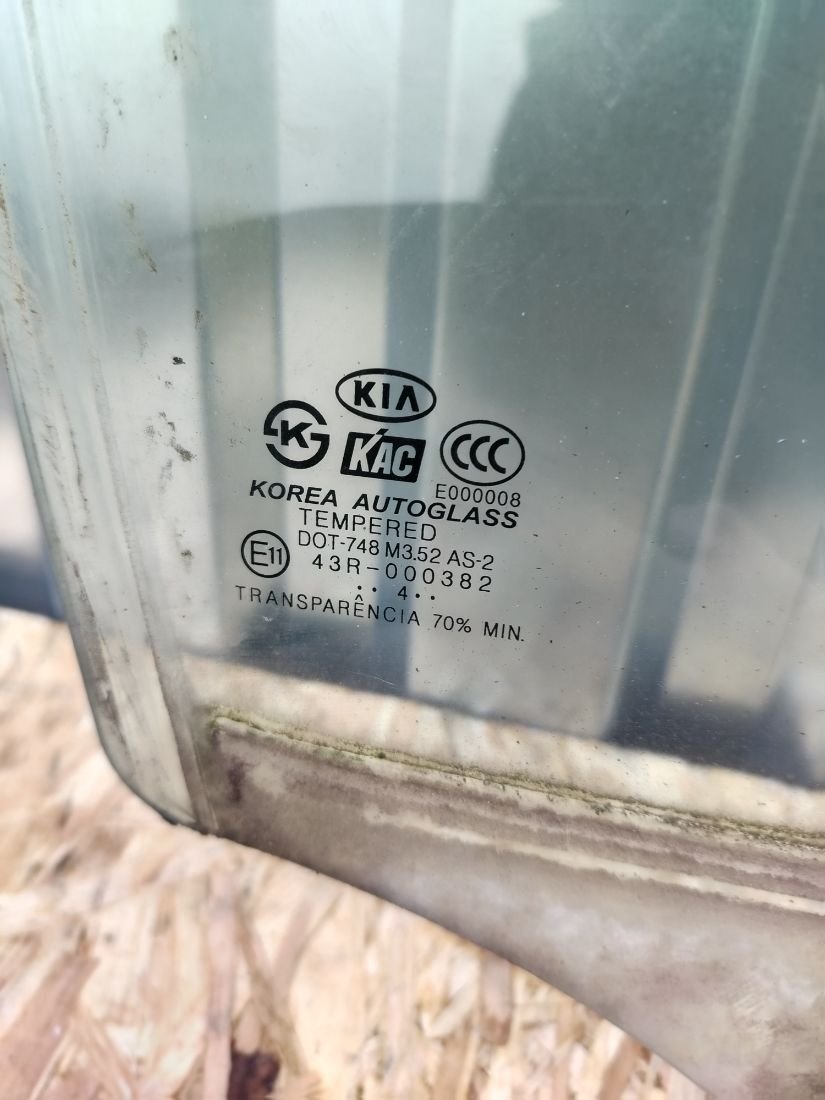 KIA
K
KAC
CCC
E000008
KOREA AUTOGLASS
TEMPERED
DOT-748 M3.52 AS-2
E11
43R-000382
•• 4••
TRANSPARÊNCIA 70% MIN.